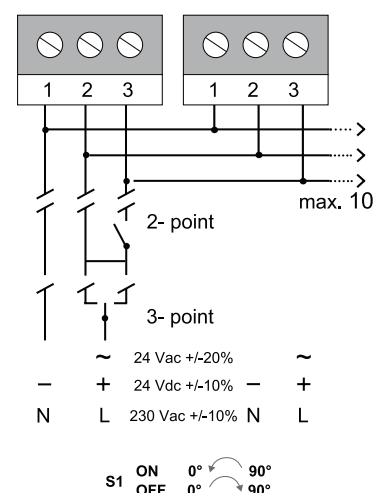 1 2 3 1 2 3
max. 10
2- point
3- point
~ 24 Vac +/-20% ~
− + 24 Vdc +/-10% − +
N L 230 Vac +/-10% N L
S1 ON 0° 90°
OFF 0° 90°